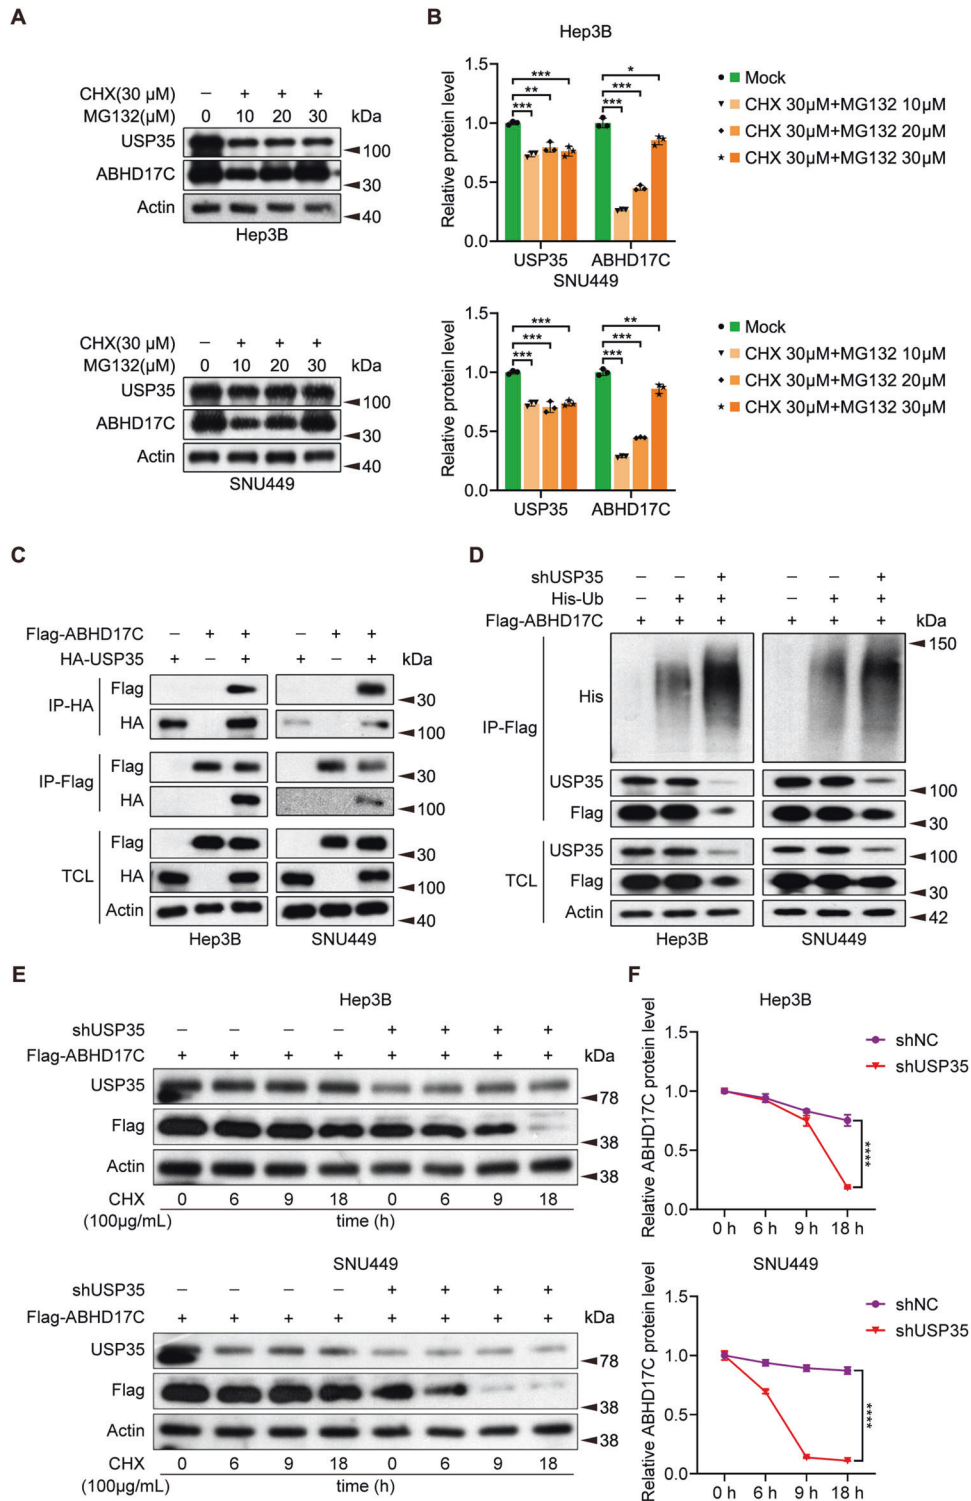 A
CHX(30 μM) – + + +
MG132(μM) 0 10 20 30 kDa
USP35 100
ABHD17C 30
Actin 40
Hep3B
CHX(30 μM) – + + +
MG132(μM) 0 10 20 30 kDa
USP35 100
ABHD17C 30
Actin 40
SNU449
B
Hep3B
Relative protein level
1.5
1.0
0.5
0.0
*** *
** ***
*** ***
USP35 ABHD17C
Mock
CHX 30μM+MG132 10μM
CHX 30μM+MG132 20μM
CHX 30μM+MG132 30μM
SNU449
Relative protein level
1.5
1.0
0.5
0.0
*** **
*** ***
*** ***
USP35 ABHD17C
Mock
CHX 30μM+MG132 10μM
CHX 30μM+MG132 20μM
CHX 30μM+MG132 30μM
C
Flag-ABHD17C – + + – + +
HA-USP35 + – + + – + kDa
IP-HA
Flag 30
HA 100
IP-Flag
Flag 30
HA 100
TCL
Flag 30
HA 100
Actin 40
Hep3B SNU449
D
shUSP35 – – + – – +
His-Ub – + + – + +
Flag-ABHD17C + + + + + + kDa
150
IP-Flag
His
USP35 100
Flag 30
TCL
USP35 100
Flag 30
Actin 42
Hep3B SNU449
E
Hep3B
shUSP35 – – – – + + + +
Flag-ABHD17C + + + + + + + + kDa
USP35 78
Flag 38
Actin 38
CHX 0 6 9 18 0 6 9 18
(100μg/mL) time (h)
SNU449
shUSP35 – – – – + + + +
Flag-ABHD17C + + + + + + + + kDa
USP35 78
Flag 38
Actin 38
CHX 0 6 9 18 0 6 9 18
(100μg/mL) time (h)
F
Hep3B
Relative ABHD17C protein level
1.5
1.0
0.5
0.0
0 h 6 h 9 h 18 h
shNC
shUSP35
****
SNU449
Relative ABHD17C protein level
1.5
1.0
0.5
0.0
0 h 6 h 9 h 18 h
shNC
shUSP35
****